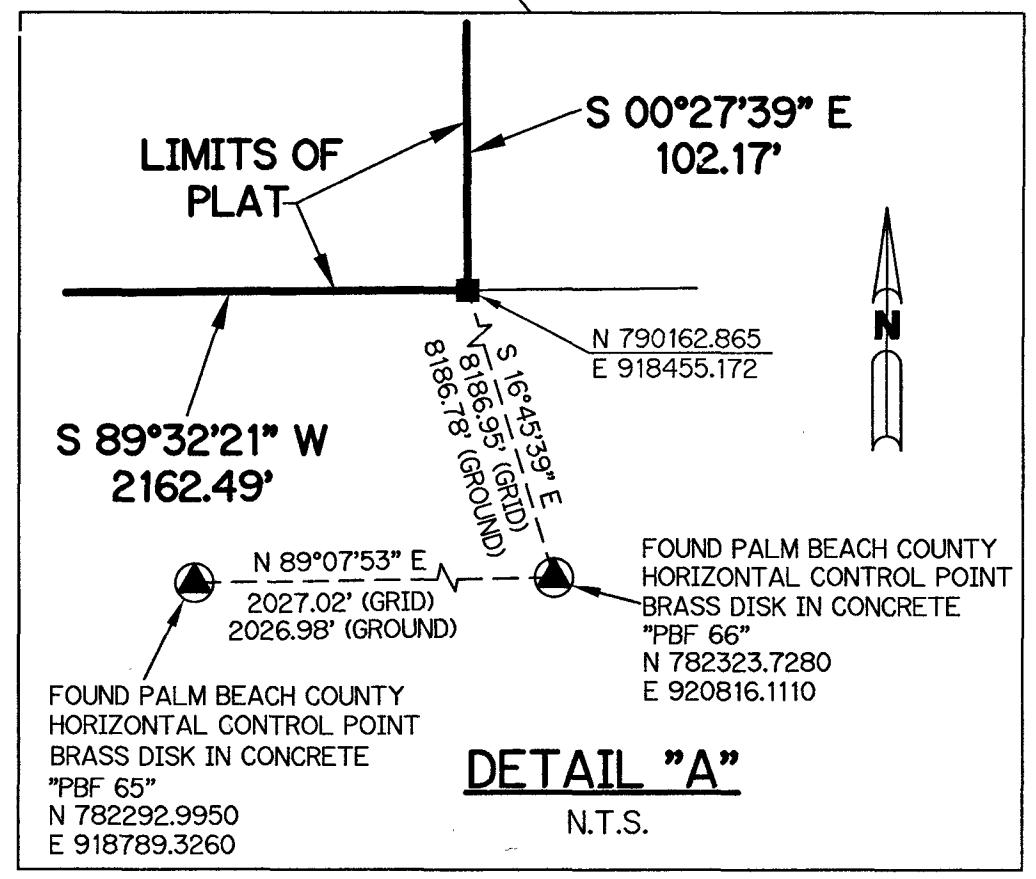 S 00°27'39" E
102.17'
LIMITS OF
PLAT
N
N 790162.865
E 918455.172
S 16°45'39" E
8186.95' (GRID)
8186.78' (GROUND)
S 89°32'21" W
2162.49'
N 89°07'53" E
2027.02' (GRID)
2026.98' (GROUND)
FOUND PALM BEACH COUNTY
HORIZONTAL CONTROL POINT
BRASS DISK IN CONCRETE
"PBF 66"
N 782323.7280
E 920816.1110
FOUND PALM BEACH COUNTY
HORIZONTAL CONTROL POINT
BRASS DISK IN CONCRETE
"PBF 65"
N 782292.9950
E 918789.3260
DETAIL "A"
N.T.S.